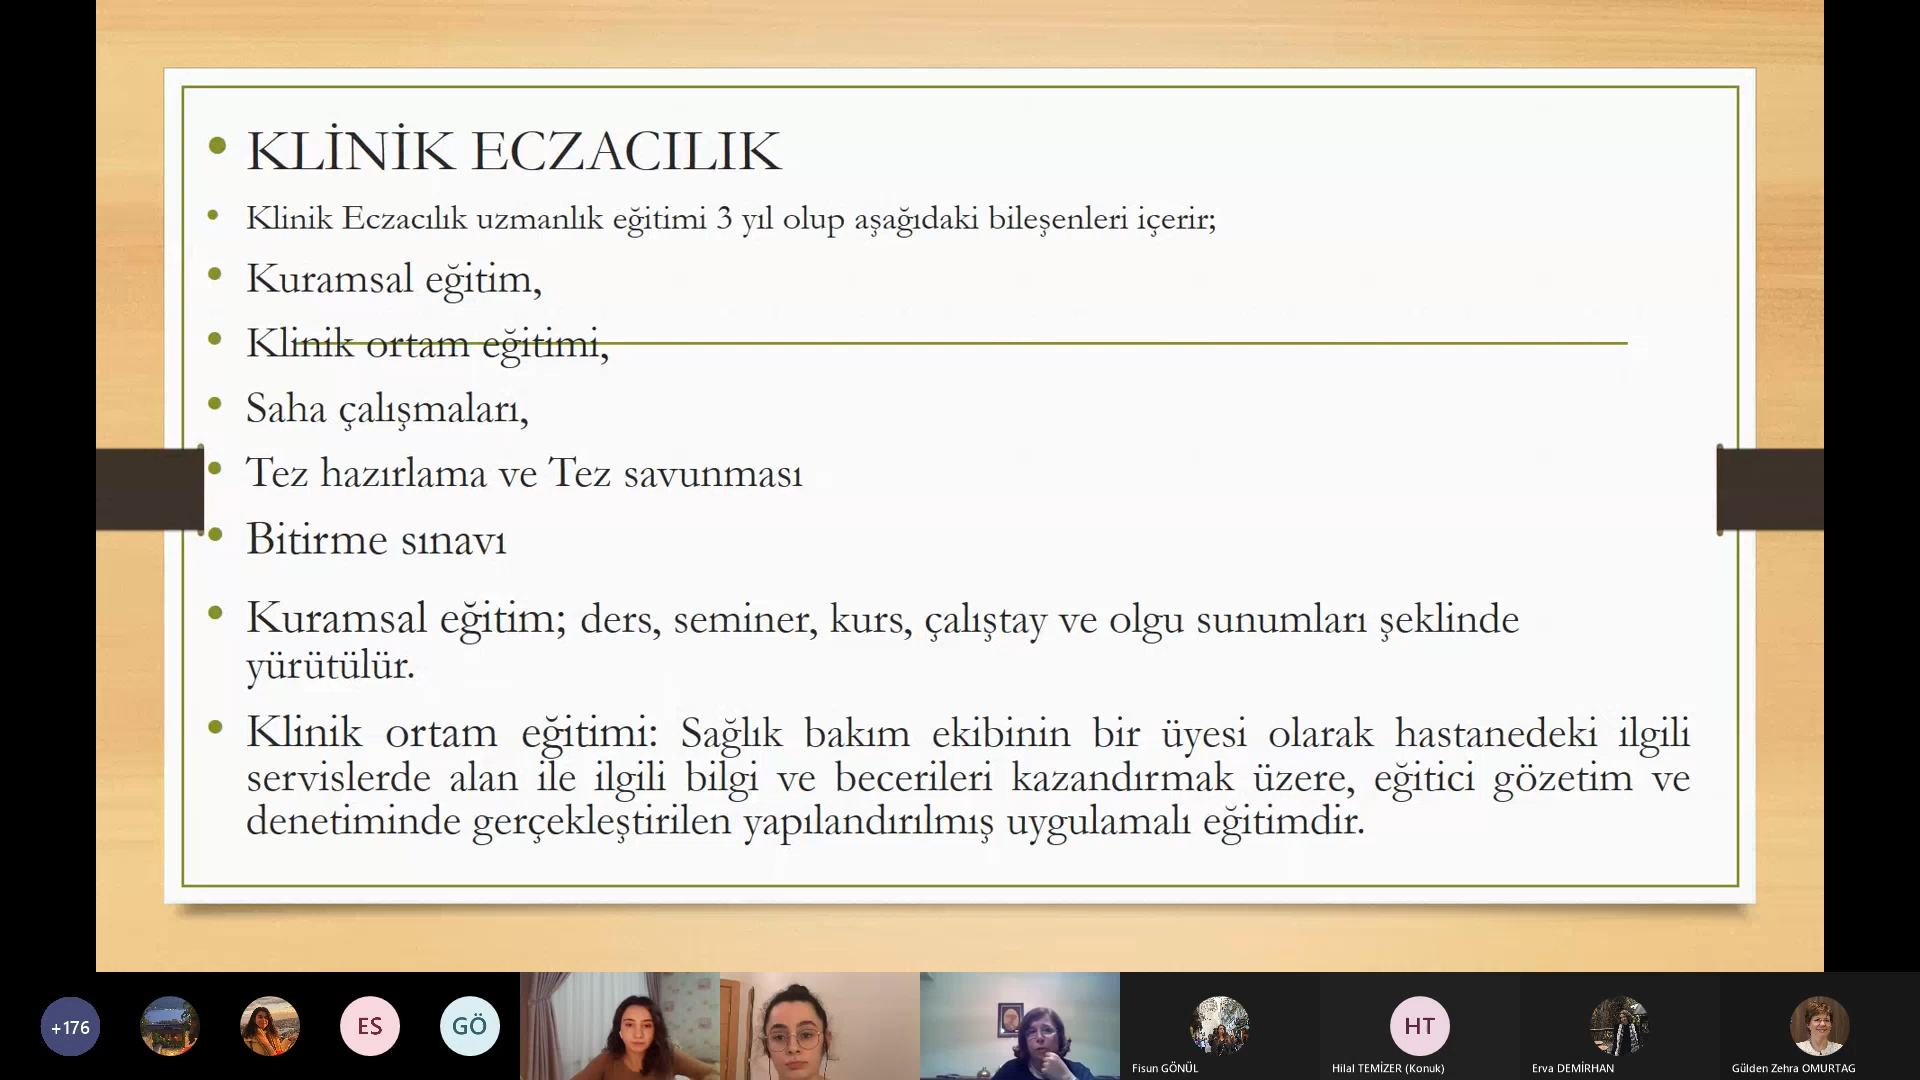 KLİNİK ECZACILIK
Klinik Eczacılık uzmanlık eğitimi 3 yıl olup aşağıdaki bileşenleri içerir;
Kuramsal eğitim,
Klinik ortam eğitimi,
Saha çalışmaları,
Tez hazırlama ve Tez savunması
Bitirme sınavı
Kuramsal eğitim; ders, seminer, kurs, çalıştay ve olgu sunumları şeklinde
yürütülür.
Klinik ortam eğitimi: Sağlık bakım ekibinin bir üyesi olarak hastanedeki ilgili
servislerde alan ile ilgili bilgi ve becerileri kazandırmak üzere, eğitici gözetim ve
denetiminde gerçekleştirilen yapılandırılmış uygulamalı eğitimdir.
+176
ES
GÖ
HT
Fisun GÖNÜL
Hilal TEMİZER (Konuk)
Erva DEMİRHAN
Gülden Zehra OMURTAG